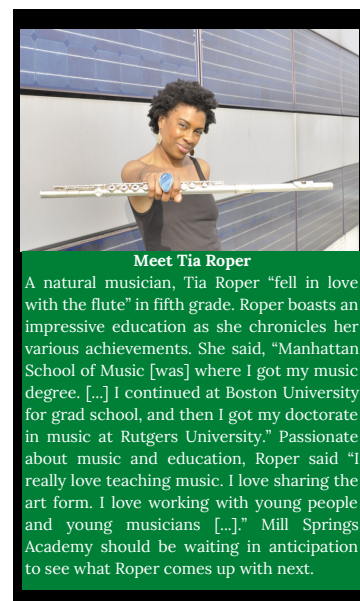 Meet Tia Roper
A natural musician, Tia Roper “fell in love
with the flute” in fifth grade. Roper boasts an
impressive education as she chronicles her
various achievements. She said, “Manhattan
School of Music [was] where I got my music
degree. [...] I continued at Boston University
for grad school, and then I got my doctorate
in music at Rutgers University.” Passionate
about music and education, Roper said “I
really love teaching music. I love sharing the
art form. I love working with young people
and young musicians [...].” Mill Springs
Academy should be waiting in anticipation
to see what Roper comes up with next.